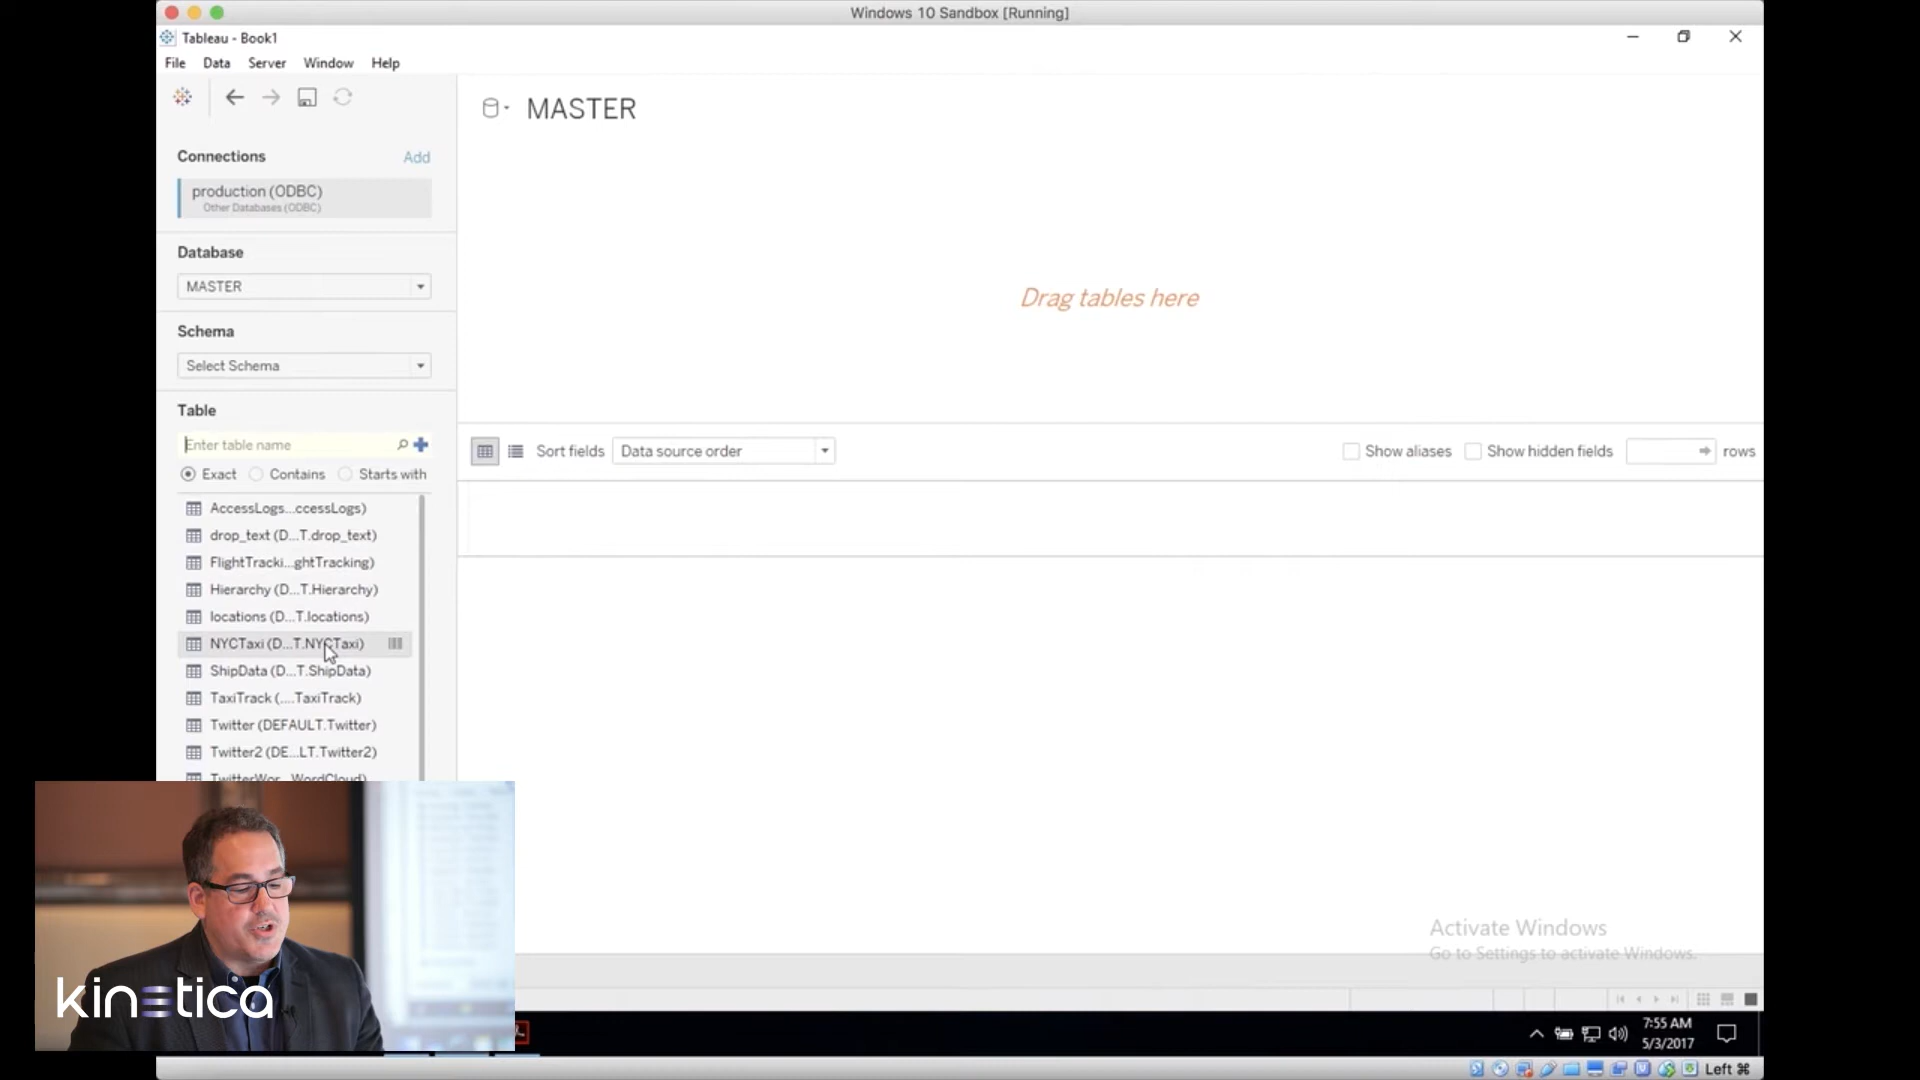 Windows 10 Sandbox [Running]
Tableau - Book1
File Data Server Window Help
MASTER
Connections Add
production (ODBC)
Other Databases (ODBC)
Database
MASTER
Drag tables here
Schema
Select Schema
Table
Enter table name
Exact Contains Starts with
Sort fields Data source order
Show aliases Show hidden fields rows
AccessLogs...ccessLogs)
drop_text (D...T.drop_text)
FlightTracki...ghtTracking)
Hierarchy (D...T.Hierarchy)
locations (D...T.locations)
NYCTaxi (D...T.NYCTaxi)
ShipData (D...T.ShipData)
TaxiTrack (....TaxiTrack)
Twitter (DEFAULT.Twitter)
Twitter2 (DE...LT.Twitter2)
TwitterWor...WordCloud)
Activate Windows
Go to Settings to activate Windows.
kinetica
7:55 AM
5/3/2017
Left ⌘